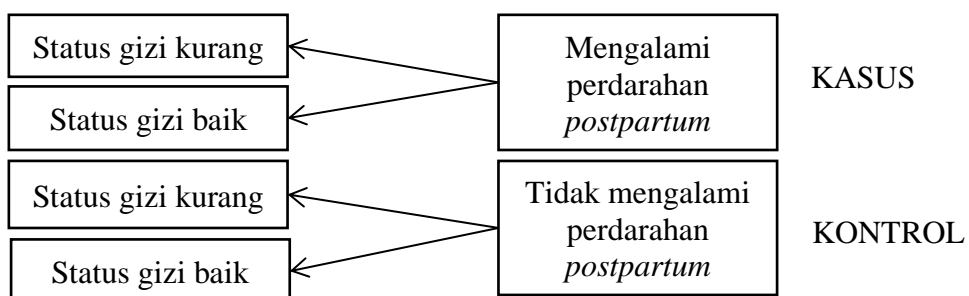 Status gizi kurang
Status gizi baik
Mengalami
perdarahan
postpartum
KASUS
Status gizi kurang
Status gizi baik
Tidak mengalami
perdarahan
postpartum
KONTROL